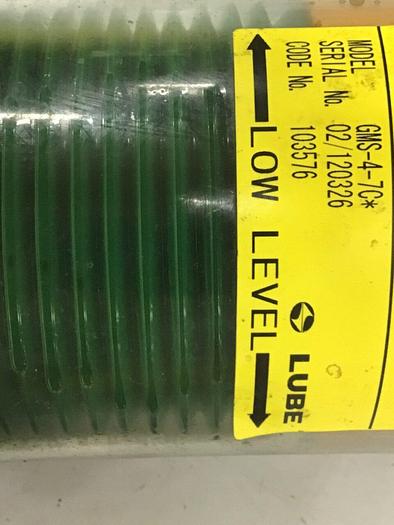 MODEL GMS-4-7C*
SERIAL No. 02/120326
CODE No. 103576
LOW LEVEL
LUBE